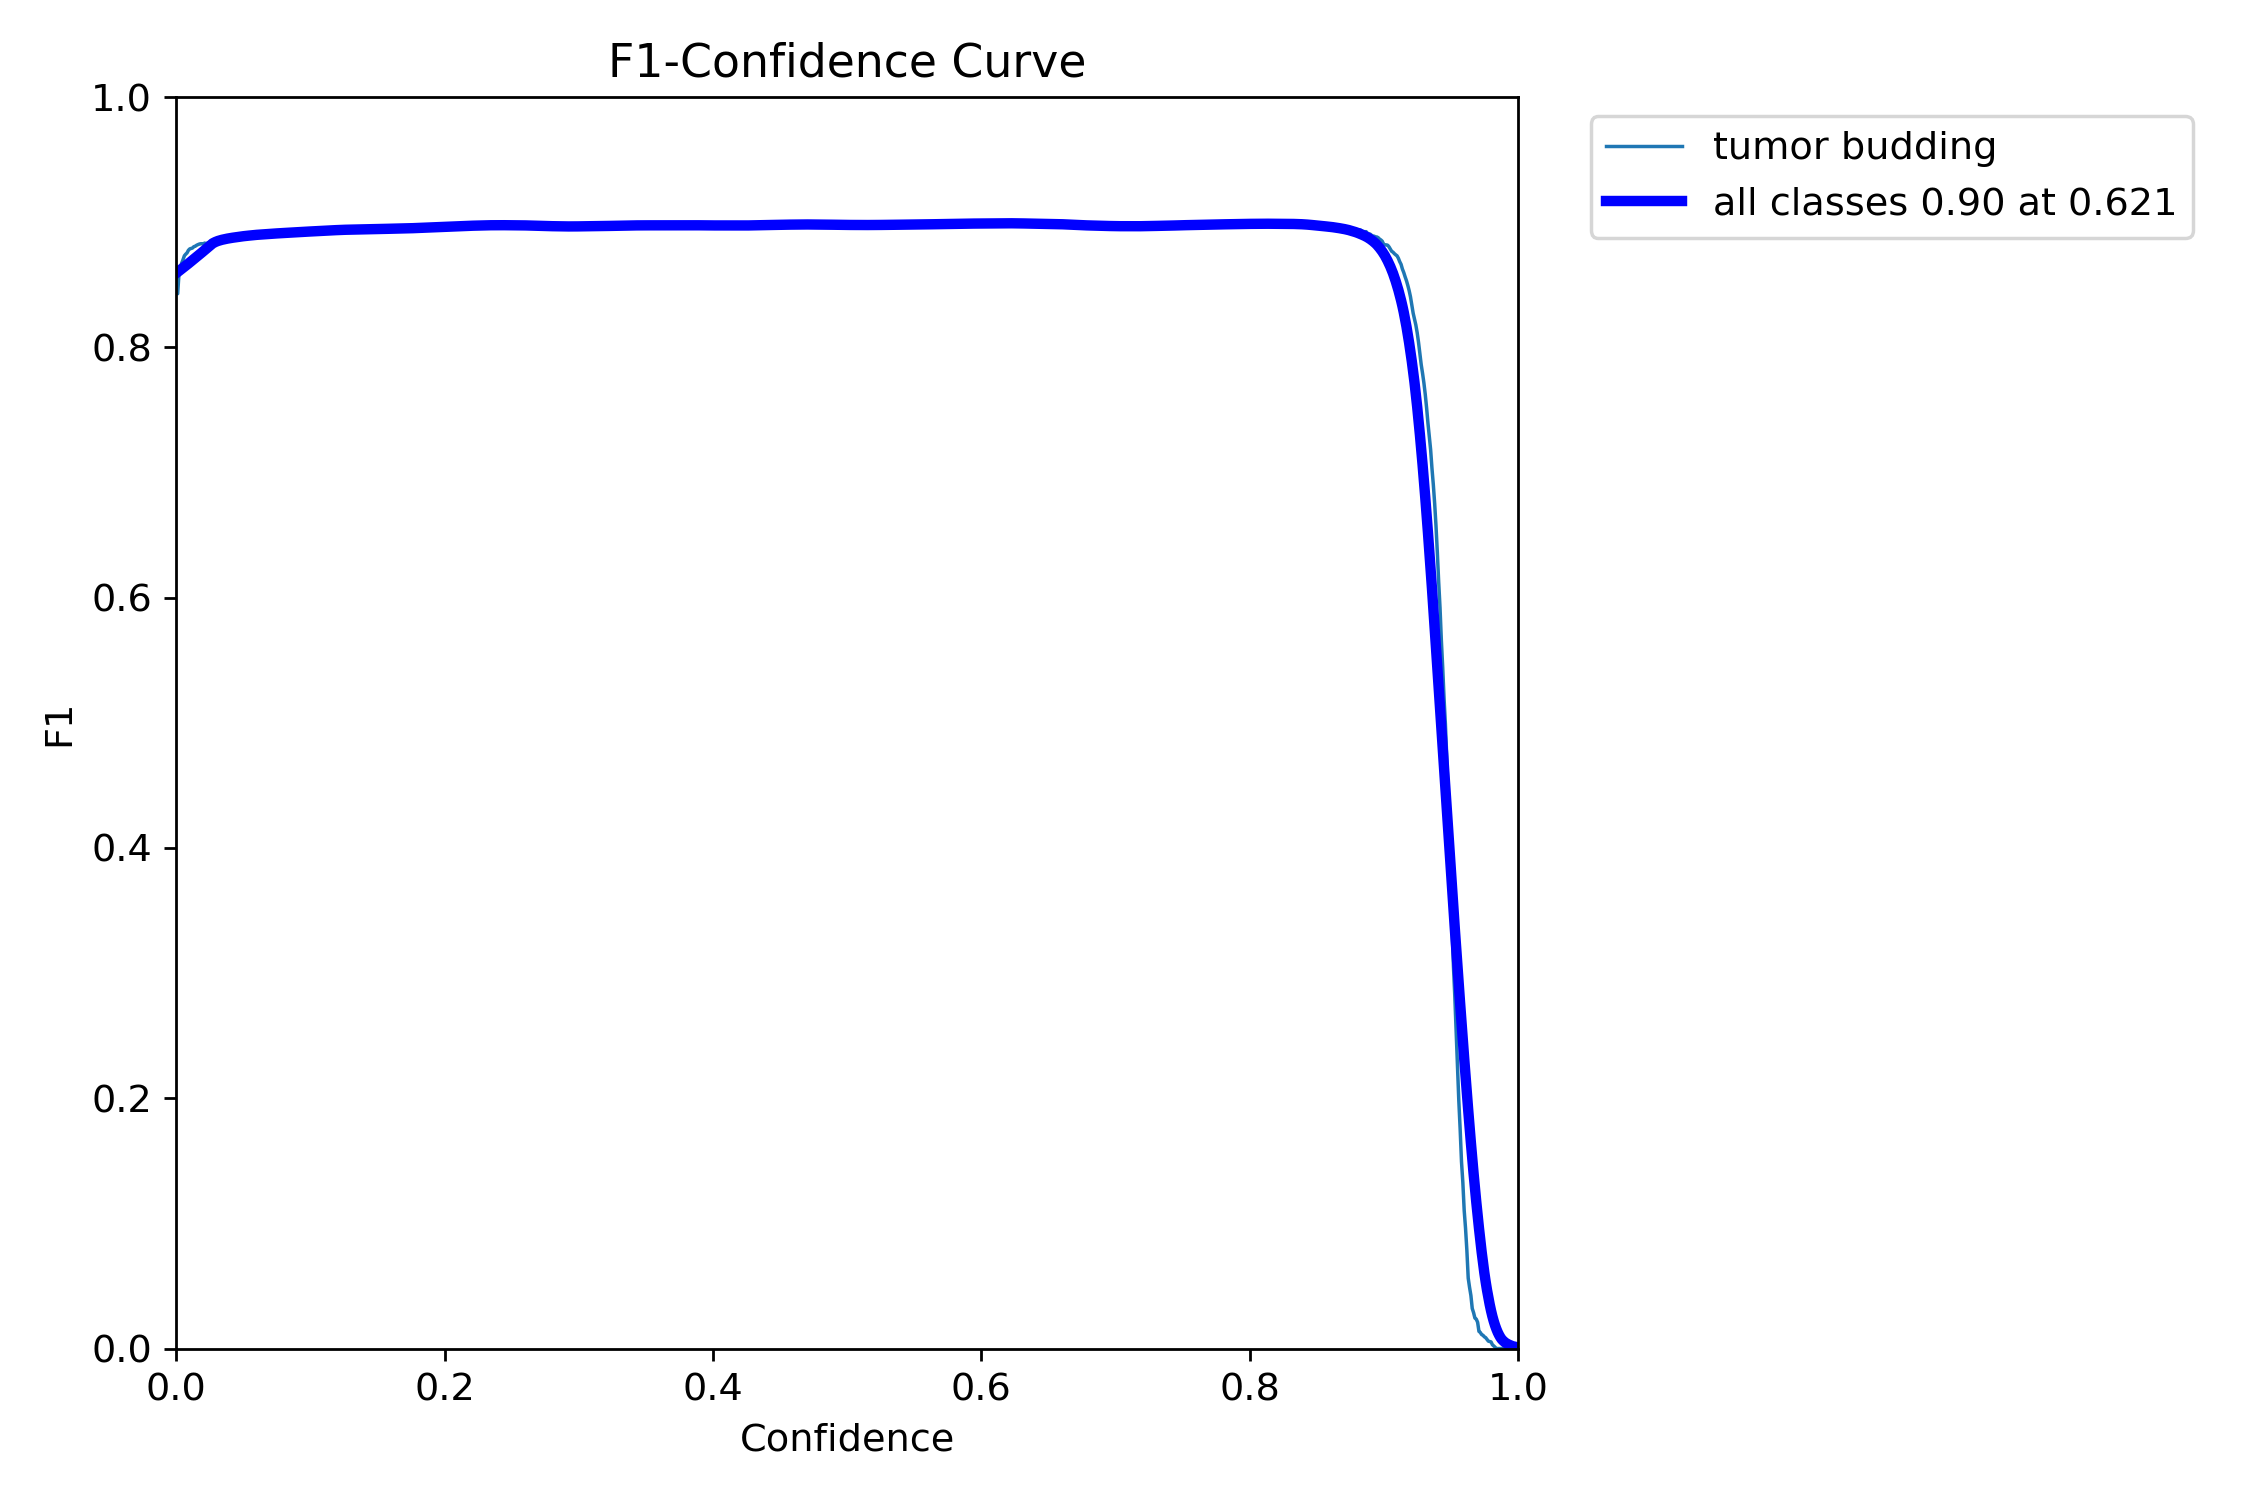 F1-Confidence Curve
1.0
0.8
0.6
0.4
0.2
0.0
F1
0.0 0.2 0.4 0.6 0.8 1.0
Confidence
tumor budding
all classes 0.90 at 0.621